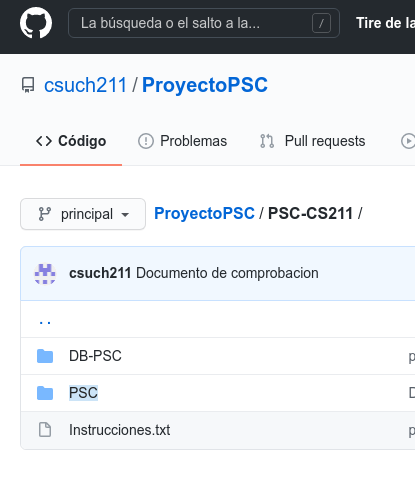 La búsqueda o el salto a la... / Tire de la
csuch211 / ProyectoPSC
Código Problemas Pull requests
principal ProyectoPSC / PSC-CS211 /
csuch211 Documento de comprobacion
..
DB-PSC p
PSC D
Instrucciones.txt p